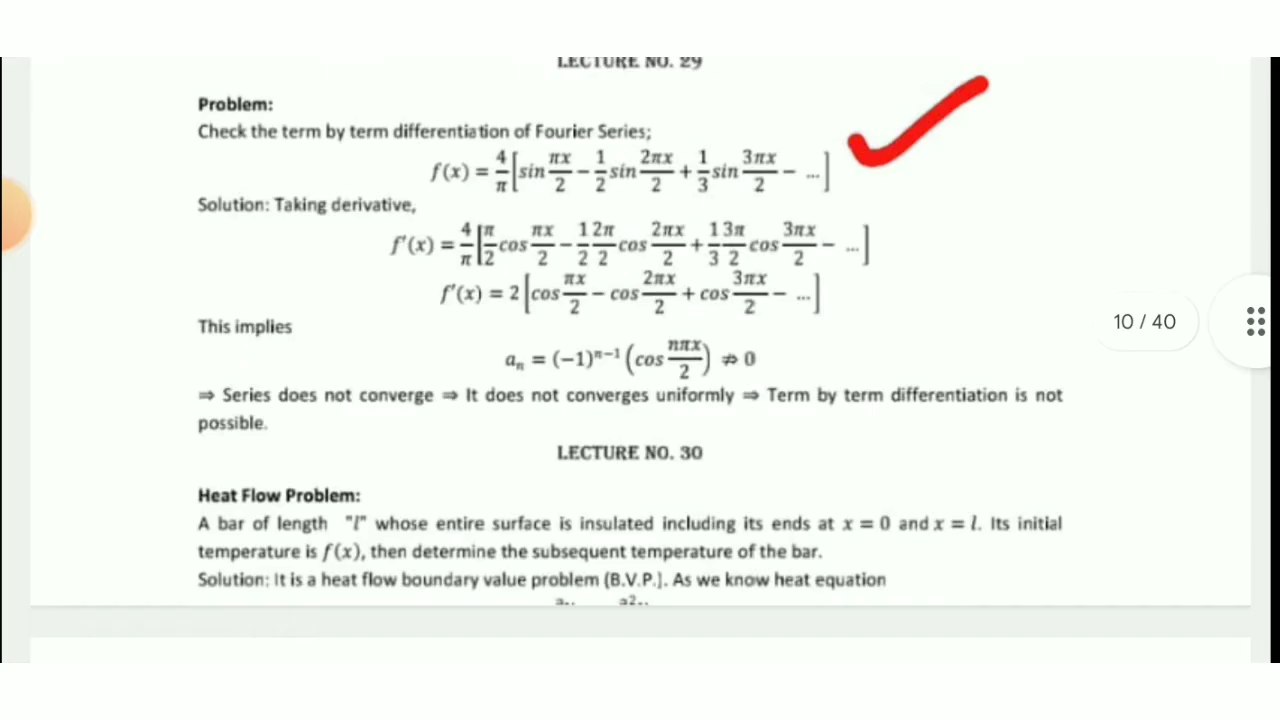 LECTURE NO. 29
Problem:
Check the term by term differentiation of Fourier Series;
f(x) = 4/π [sin πx/2 − 1/2 sin 2πx/2 + 1/3 sin 3πx/2 − ...]
Solution: Taking derivative,
f'(x) = 4/π [π/2 cos πx/2 − 1/2 2π/2 cos 2πx/2 + 1/3 3π/2 cos 3πx/2 − ...]
f'(x) = 2 [cos πx/2 − cos 2πx/2 + cos 3πx/2 − ...]
This implies
aₙ = (−1)ⁿ⁻¹ (cos nπx/2) ⇏ 0
⇒ Series does not converge ⇒ It does not converges uniformly ⇒ Term by term differentiation is not
possible.
LECTURE NO. 30
Heat Flow Problem:
A bar of length "l" whose entire surface is insulated including its ends at x = 0 and x = l. Its initial
temperature is f(x), then determine the subsequent temperature of the bar.
Solution: It is a heat flow boundary value problem (B.V.P.). As we know heat equation
10 / 40